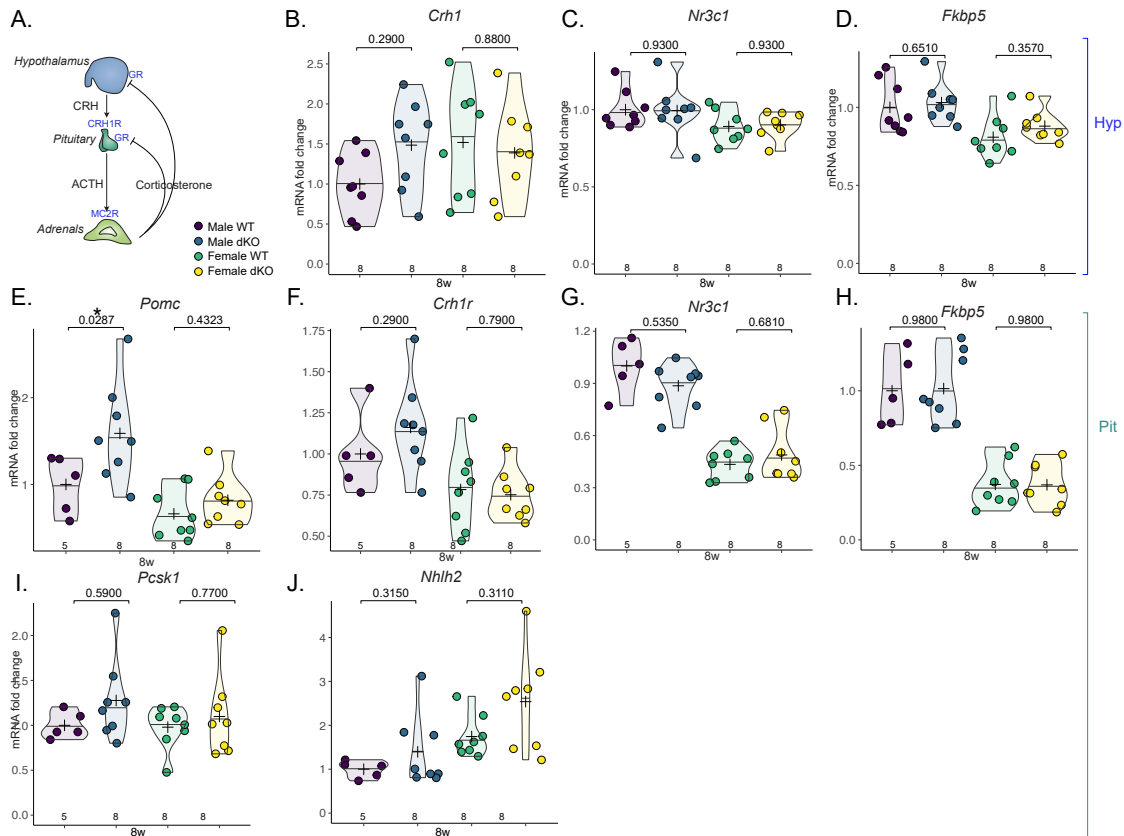 A.
Hypothalamus
GR
CRH
CRH1R
Pituitary
GR
ACTH
Corticosterone
MC2R
Adrenals
Male WT
Male dKO
Female WT
Female dKO
B.
Crh1
0.2900
0.8800
mRNA fold change
2.5
2.0
1.5
1.0
0.5
0.0
8 8 8 8
8w
C.
Nr3c1
0.9300
0.9300
mRNA fold change
1.5
1.0
0.5
0.0
8 8 8 8
8w
D.
Fkbp5
0.6510
0.3570
mRNA fold change
1.0
0.5
0.0
8 8 8 8
8w
Hyp
E.
Pomc
*
0.0287
0.4323
mRNA fold change
2
1
5 8 8 8
8w
F.
Crh1r
0.2900
0.7900
1.75
1.50
1.25
1.00
0.75
0.50
5 8 8 8
8w
G.
Nr3c1
0.5350
0.6810
1.2
0.9
0.6
0.3
0.0
5 8 8 8
8w
H.
Fkbp5
0.9800
0.9800
1.0
0.5
0.0
5 8 8 8
8w
Pit
I.
Pcsk1
0.5900
0.7700
mRNA fold change
2.0
1.5
1.0
0.5
0.0
5 8 8 8
8w
J.
Nhlh2
0.3150
0.3110
4
3
2
1
0
5 8 8 8
8w